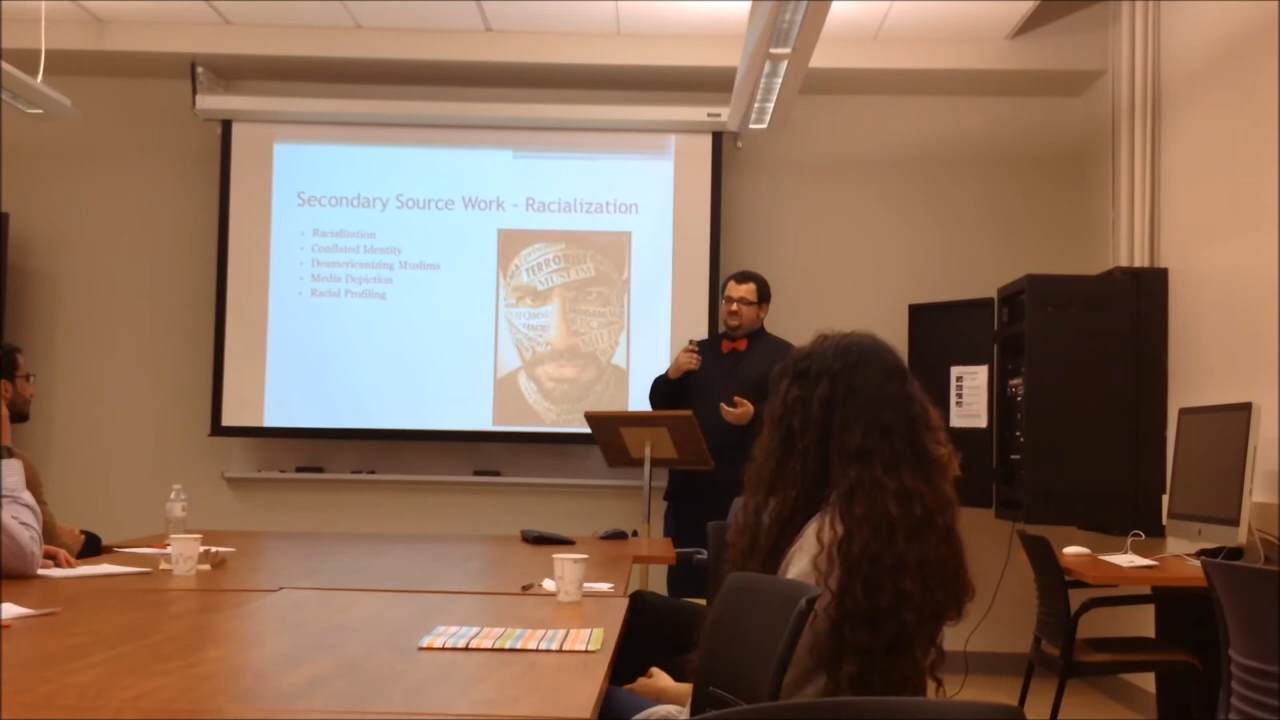 Secondary Source Work - Racialization
• Racialization
• Conflated Identity
• Deamericanizing Muslims
• Media Depiction
• Racial Profiling
TERRORIST
MUSLIM